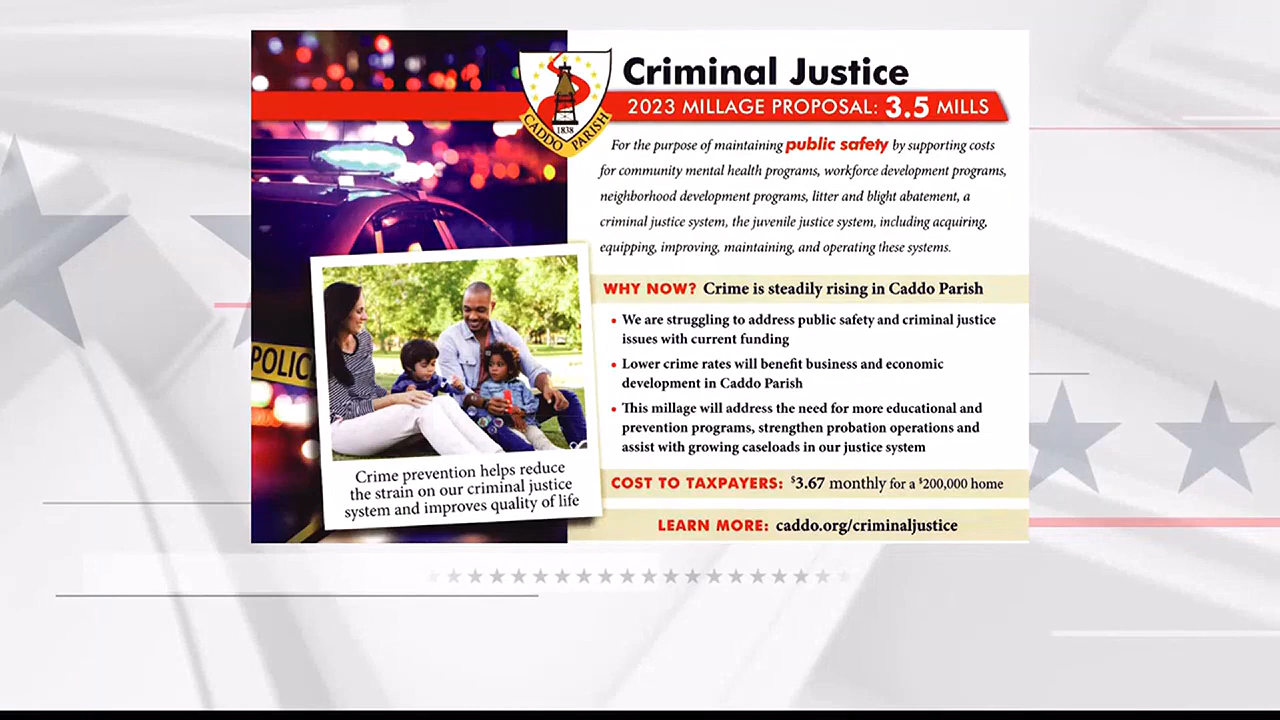 Criminal Justice
2023 MILLAGE PROPOSAL: 3.5 MILLS
1838
CADDO PARISH
For the purpose of maintaining public safety by supporting costs
for community mental health programs, workforce development programs,
neighborhood development programs, litter and blight abatement, a
criminal justice system, the juvenile justice system, including acquiring,
equipping, improving, maintaining, and operating these systems.
WHY NOW? Crime is steadily rising in Caddo Parish
• We are struggling to address public safety and criminal justice
issues with current funding
• Lower crime rates will benefit business and economic
development in Caddo Parish
• This millage will address the need for more educational and
prevention programs, strengthen probation operations and
assist with growing caseloads in our justice system
COST TO TAXPAYERS: $3.67 monthly for a $200,000 home
LEARN MORE: caddo.org/criminaljustice
POLIC
Crime prevention helps reduce
the strain on our criminal justice
system and improves quality of life